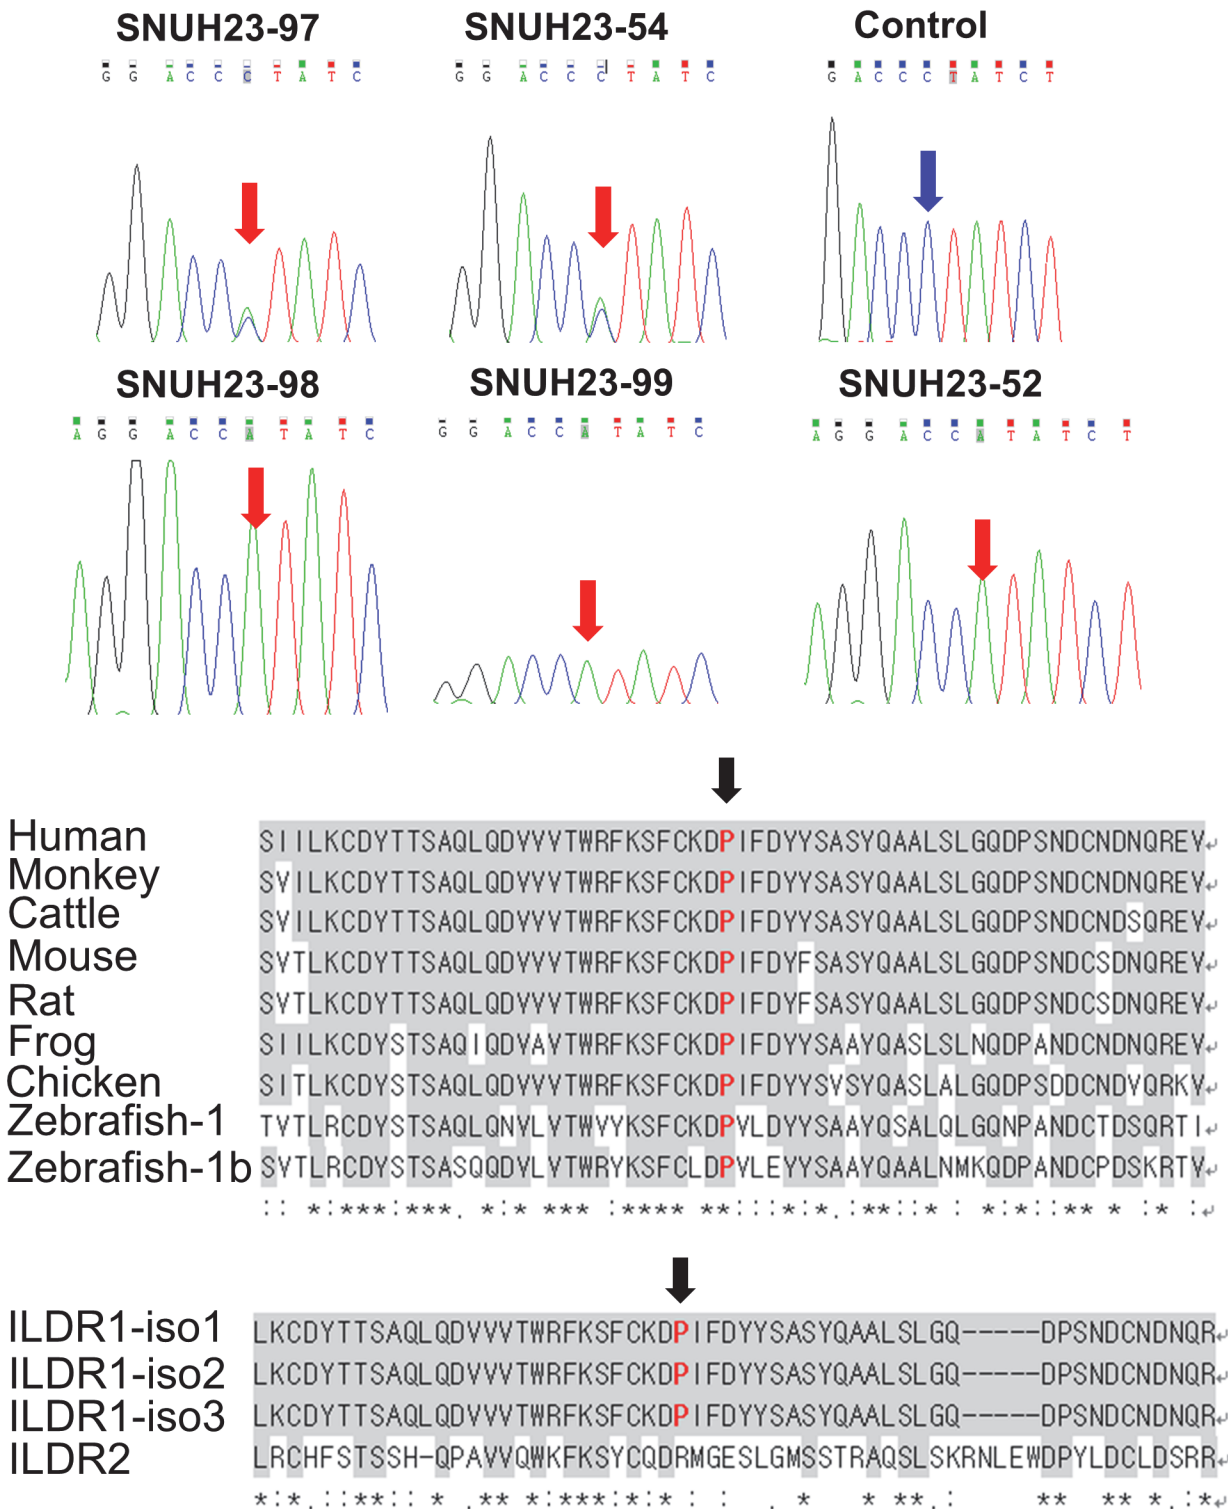 SNUH23-97 SNUH23-54 Control
G G A C C C T A T C G G A C C C T A T C G A C C C T A T C T
SNUH23-98 SNUH23-99 SNUH23-52
A G G A C C A T A T C G G A C C A T A T C A G G A C C A T A T C T
Human SIILKCDYTTSAQLQDVVVTWRFKSFCKDPIFDYYSASYQAALSLGQDPSNDCNDNQREV↵
Monkey SVILKCDYTTSAQLQDVVVTWRFKSFCKDPIFDYYSASYQAALSLGQDPSNDCNDNQREV↵
Cattle SVILKCDYTTSAQLQDVVVTWRFKSFCKDPIFDYYSASYQAALSLGQDPSNDCNDSQREV↵
Mouse SVTLKCDYTTSAQLQDVVVTWRFKSFCKDPIFDYFSASYQAALSLGQDPSNDCSDNQREV↵
Rat SVTLKCDYTTSAQLQDVVVTWRFKSFCKDPIFDYFSASYQAALSLGQDPSNDCSDNQREV↵
Frog SIILKCDYSTSAQIQDVAVTWRFKSFCKDPIFDYYSAAYQASLSLNQDPANDCNDNQREV↵
Chicken SITLKCDYSTSAQLQDVVVTWRFKSFCKDPIFDYYSVSYQASLALGQDPSDDCNDVQRKV↵
Zebrafish-1 TVTLRCDYSTSAQLQNVLVTWVYKSFCKDPVLDYYSAAYQSALQLGQNPANDCTDSQRTI↵
Zebrafish-1b SVTLRCDYSTSASQQDVLVTWRYKSFCLDPVLEYYSAAYQAALNMKQDPANDCPDSKRTV↵
:: *:***:***. *:* *** :**** **:::*:*.:**::* : *:*::** * :* :↵
ILDR1-iso1 LKCDYTTSAQLQDVVVTWRFKSFCKDPIFDYYSASYQAALSLGQ-----DPSNDCNDNQR↵
ILDR1-iso2 LKCDYTTSAQLQDVVVTWRFKSFCKDPIFDYYSASYQAALSLGQ-----DPSNDCNDNQR↵
ILDR1-iso3 LKCDYTTSAQLQDVVVTWRFKSFCKDPIFDYYSASYQAALSLGQ-----DPSNDCNDNQR↵
ILDR2 LRCHFSTSSH-QPAVVQWKFKSYCQDRMGESLGMSSTRAQSLSKRNLEWDPYLDCLDSRR↵
*:*.::**:: * .** *:***:*:* : : . * * **.: ** ** *.:*↵